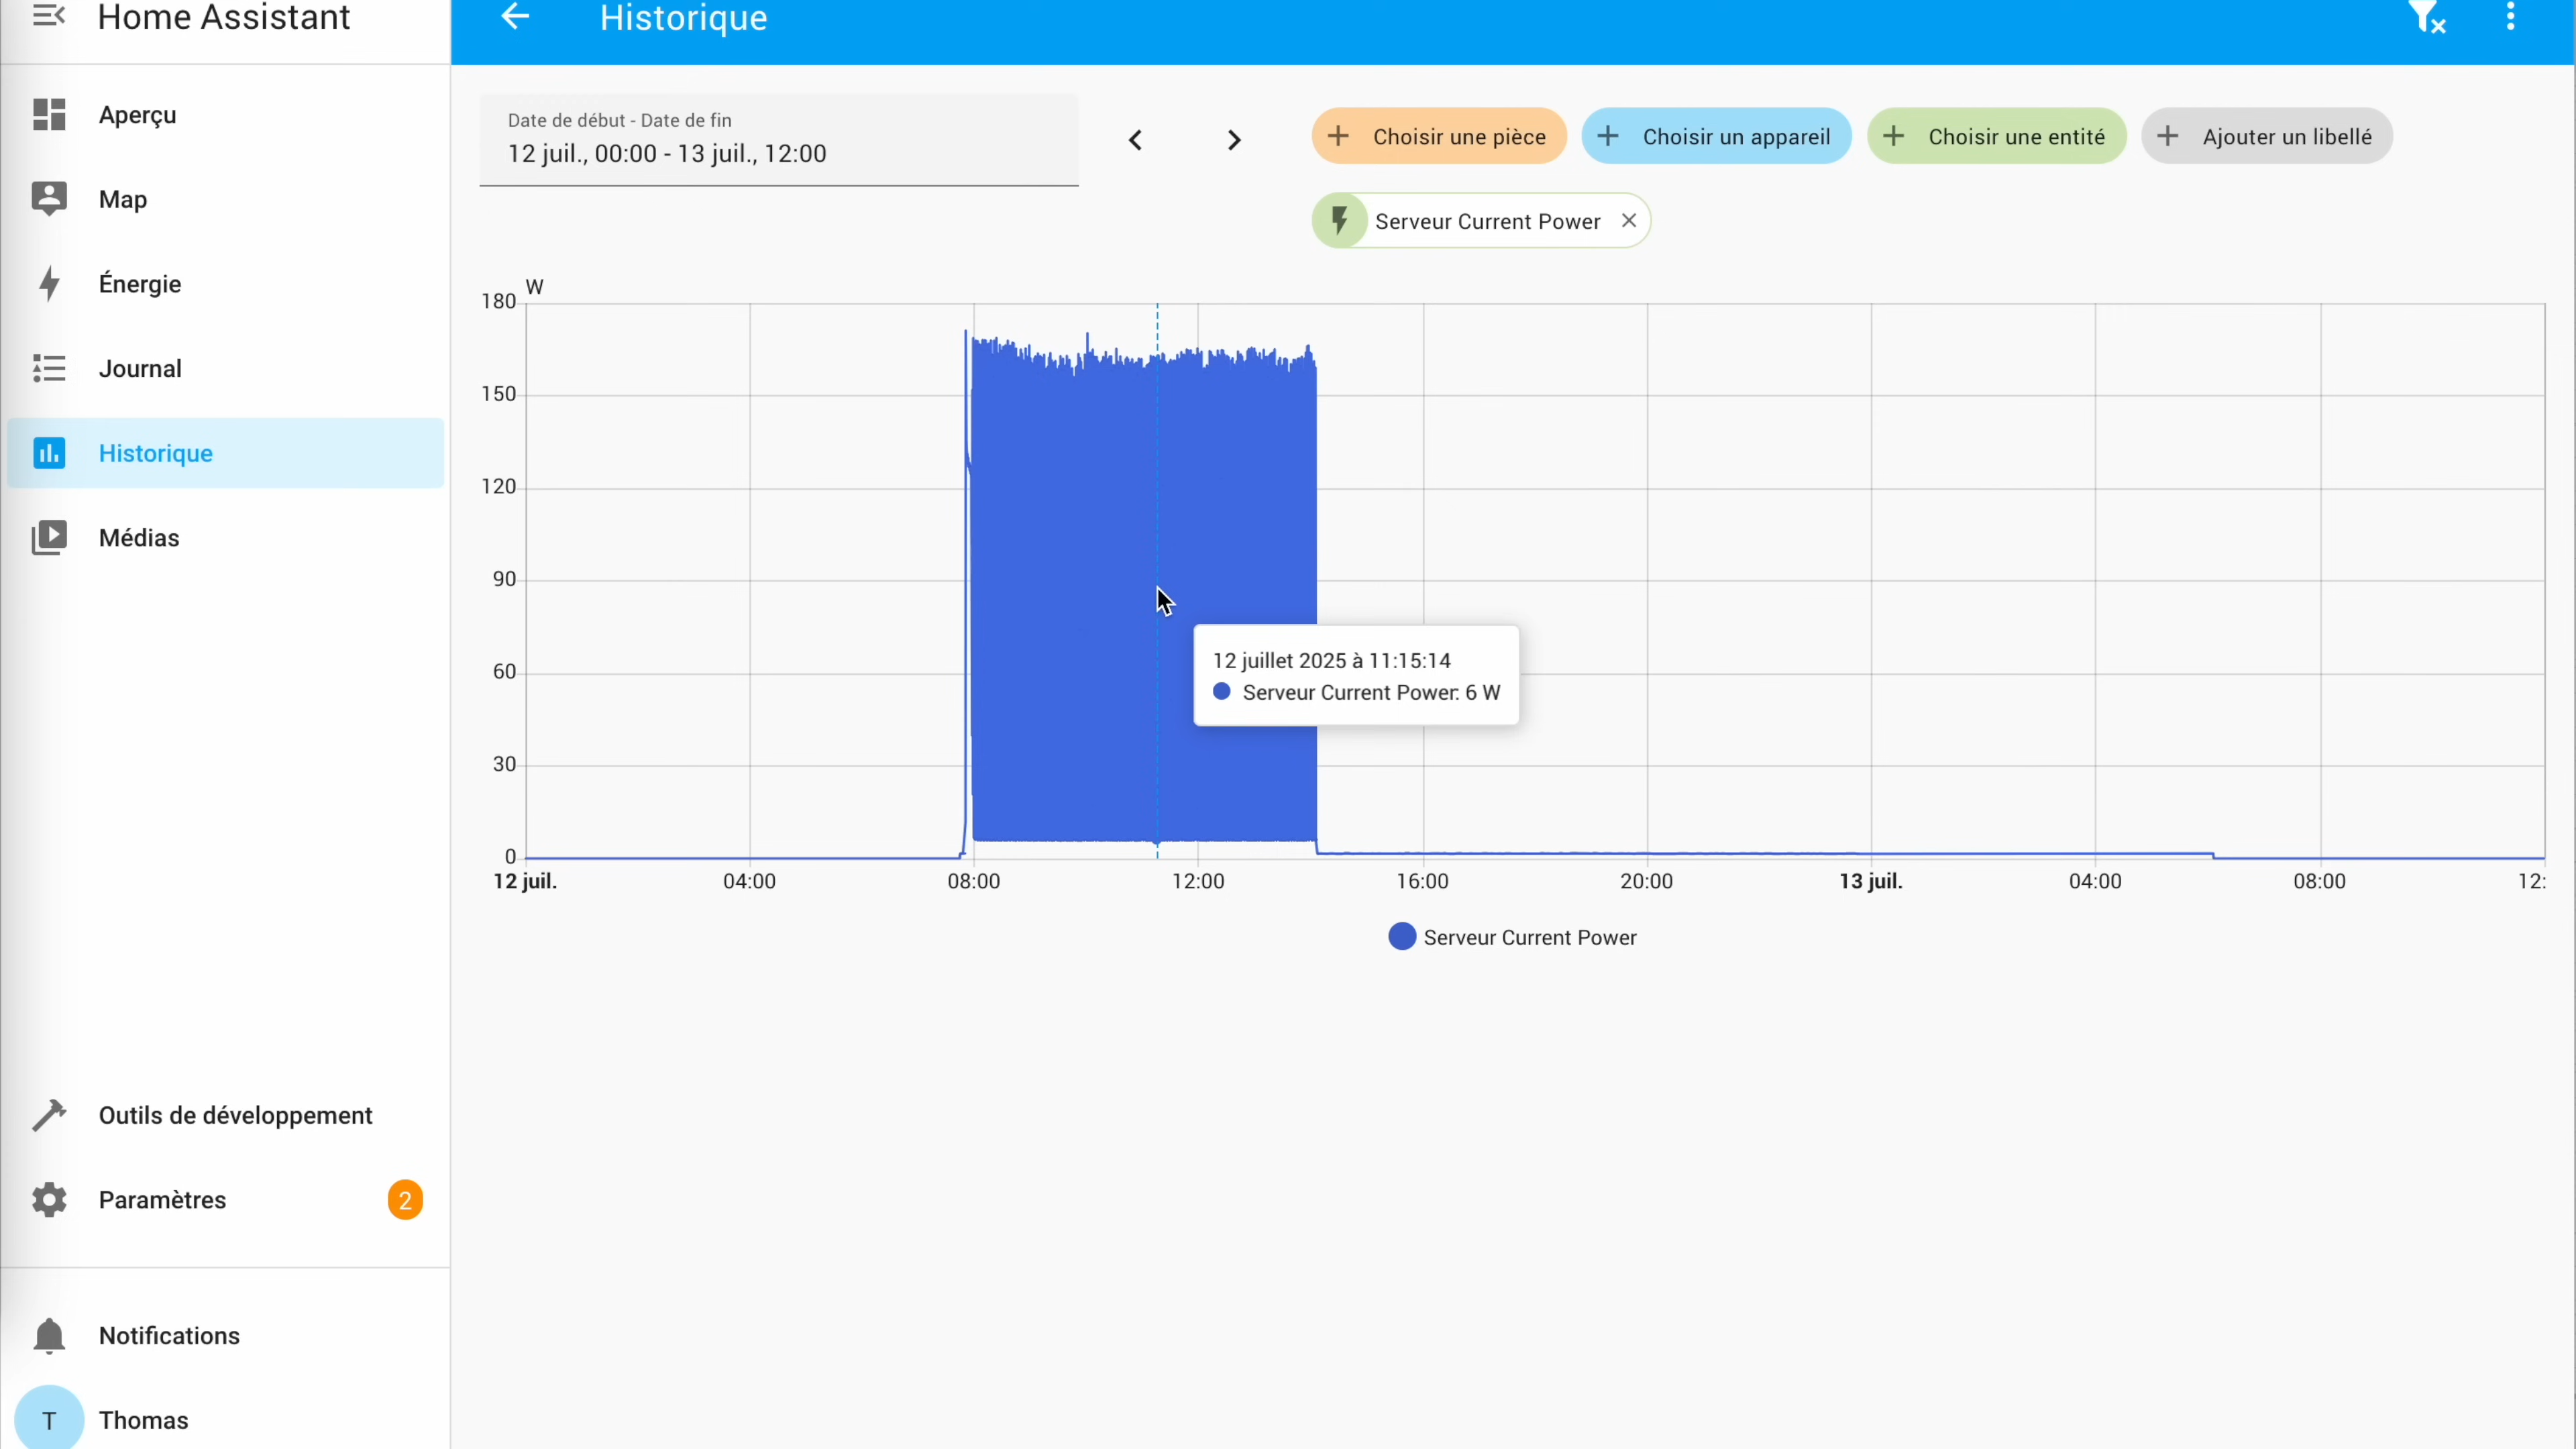 Home Assistant
Historique
Aperçu
Map
Énergie
Journal
Historique
Médias
Outils de développement
Paramètres
2
Notifications
T
Thomas
Date de début - Date de fin
12 juil., 00:00 - 13 juil., 12:00
Choisir une pièce
Choisir un appareil
Choisir une entité
Ajouter un libellé
Serveur Current Power
W
180
150
120
90
60
30
0
12 juillet 2025 à 11:15:14
Serveur Current Power: 6 W
12 juil. 04:00 08:00 12:00 16:00 20:00 13 juil. 04:00 08:00 12:
Serveur Current Power